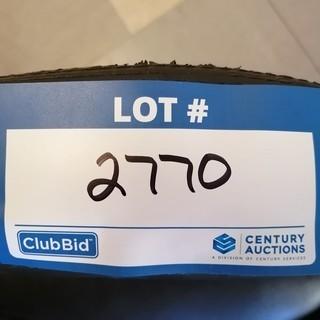 LOT #
2770
ClubBid
CENTURY
AUCTIONS
A DIVISION OF CENTURY SERVICES